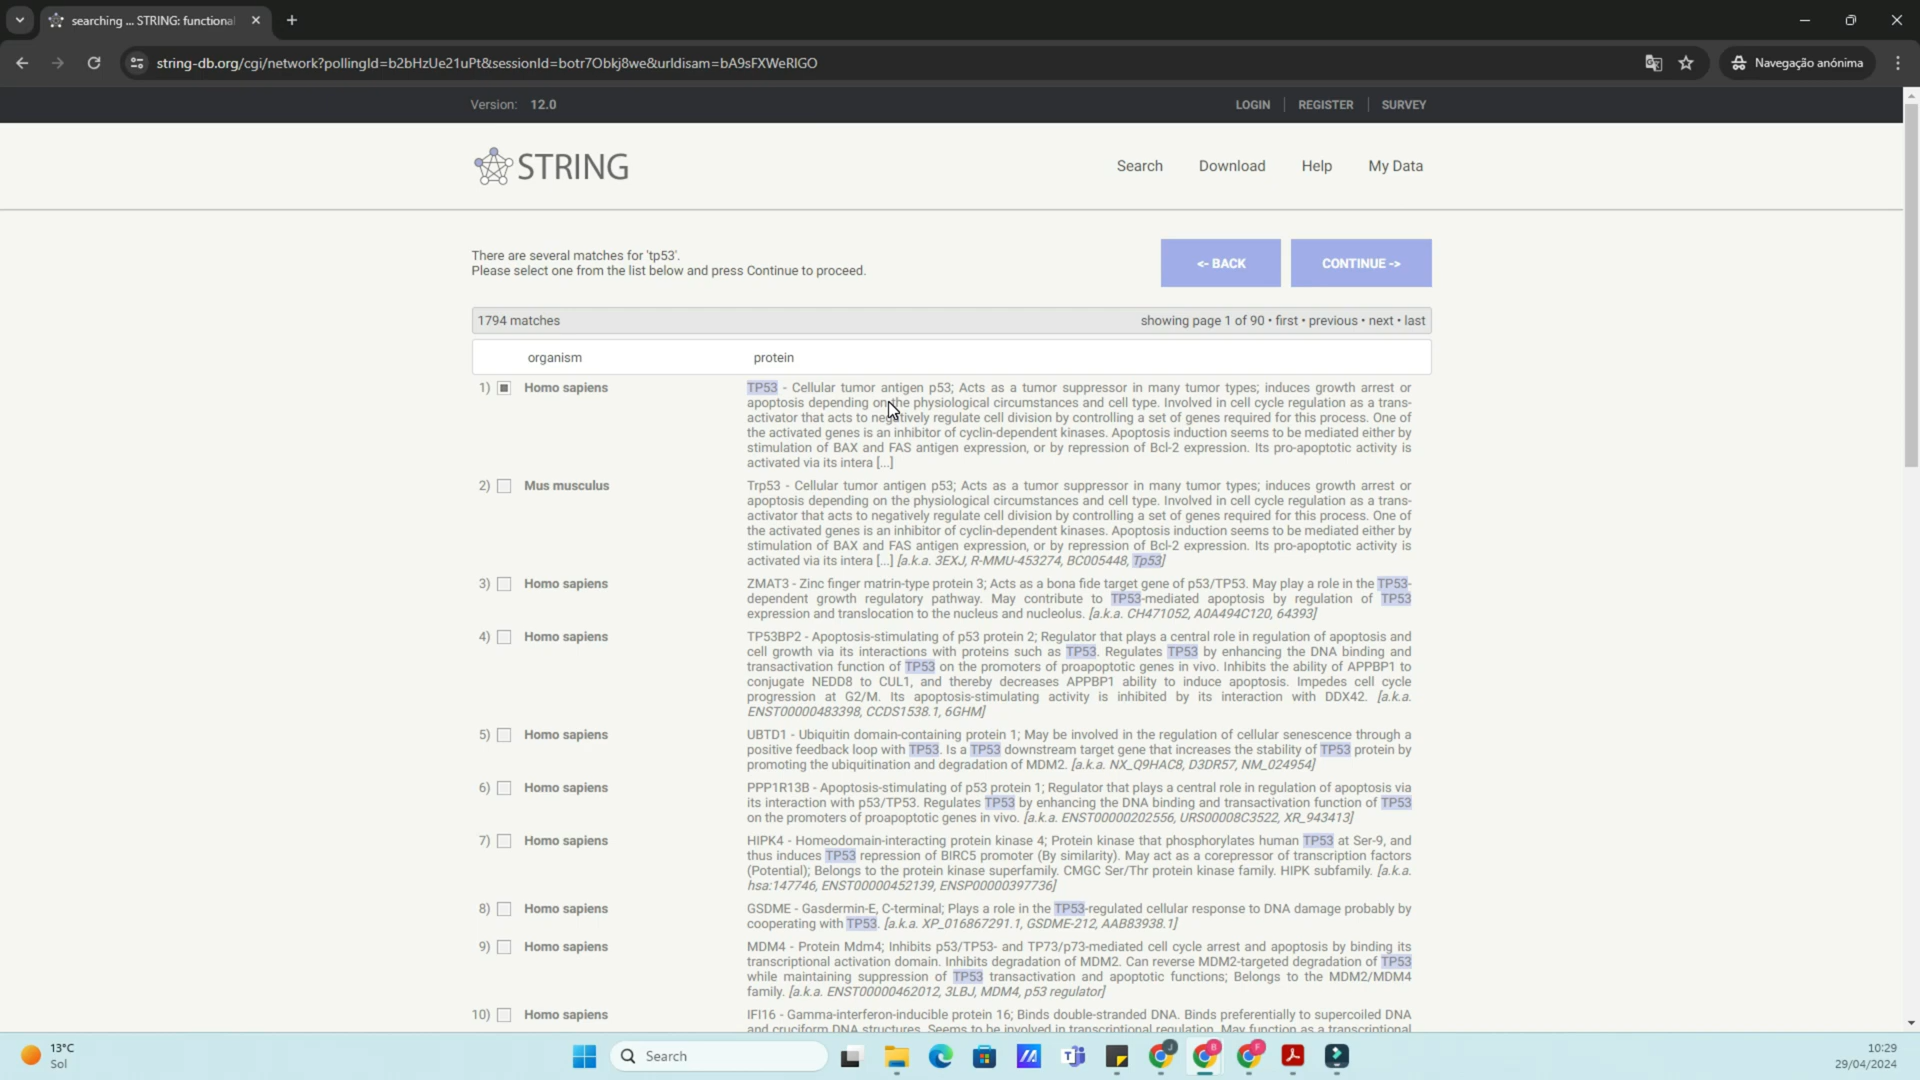 searching ... STRING: functional
string-db.org/cgi/network?pollingId=b2bHzUe21uPt&sessionId=botr7Obkj8we&urldisam=bA9sFXWeRIGO
Navegação anónima
Version: 12.0
LOGIN | REGISTER | SURVEY
STRING
Search Download Help My Data
There are several matches for 'tp53'.
Please select one from the list below and press Continue to proceed.
<- BACK
CONTINUE ->
1794 matches
showing page 1 of 90 • first • previous • next • last
organism protein
1) Homo sapiens TP53 - Cellular tumor antigen p53; Acts as a tumor suppressor in many tumor types; induces growth arrest or
apoptosis depending on the physiological circumstances and cell type. Involved in cell cycle regulation as a trans-
activator that acts to negatively regulate cell division by controlling a set of genes required for this process. One of
the activated genes is an inhibitor of cyclin-dependent kinases. Apoptosis induction seems to be mediated either by
stimulation of BAX and FAS antigen expression, or by repression of Bcl-2 expression. Its pro-apoptotic activity is
activated via its intera [...]
2) Mus musculus Trp53 - Cellular tumor antigen p53; Acts as a tumor suppressor in many tumor types; induces growth arrest or
apoptosis depending on the physiological circumstances and cell type. Involved in cell cycle regulation as a trans-
activator that acts to negatively regulate cell division by controlling a set of genes required for this process. One of
the activated genes is an inhibitor of cyclin-dependent kinases. Apoptosis induction seems to be mediated either by
stimulation of BAX and FAS antigen expression, or by repression of Bcl-2 expression. Its pro-apoptotic activity is
activated via its intera [...] [a.k.a. 3EXJ, R-MMU-453274, BC005448, Tp53]
3) Homo sapiens ZMAT3 - Zinc finger matrin-type protein 3; Acts as a bona fide target gene of p53/TP53. May play a role in the TP53-
dependent growth regulatory pathway. May contribute to TP53-mediated apoptosis by regulation of TP53
expression and translocation to the nucleus and nucleolus. [a.k.a. CH471052, A0A494C120, 64393]
4) Homo sapiens TP53BP2 - Apoptosis-stimulating of p53 protein 2; Regulator that plays a central role in regulation of apoptosis and
cell growth via its interactions with proteins such as TP53. Regulates TP53 by enhancing the DNA binding and
transactivation function of TP53 on the promoters of proapoptotic genes in vivo. Inhibits the ability of APPBP1 to
conjugate NEDD8 to CUL1, and thereby decreases APPBP1 ability to induce apoptosis. Impedes cell cycle
progression at G2/M. Its apoptosis-stimulating activity is inhibited by its interaction with DDX42. [a.k.a.
ENST00000483398, CCDS1538.1, 6GHM]
5) Homo sapiens UBTD1 - Ubiquitin domain-containing protein 1; May be involved in the regulation of cellular senescence through a
positive feedback loop with TP53. Is a TP53 downstream target gene that increases the stability of TP53 protein by
promoting the ubiquitination and degradation of MDM2. [a.k.a. NX_Q9HAC8, D3DR57, NM_024954]
6) Homo sapiens PPP1R13B - Apoptosis-stimulating of p53 protein 1; Regulator that plays a central role in regulation of apoptosis via
its interaction with p53/TP53. Regulates TP53 by enhancing the DNA binding and transactivation function of TP53
on the promoters of proapoptotic genes in vivo. [a.k.a. ENST00000202556, URS00008C3522, XR_943413]
7) Homo sapiens HIPK4 - Homeodomain-interacting protein kinase 4; Protein kinase that phosphorylates human TP53 at Ser-9, and
thus induces TP53 repression of BIRC5 promoter (By similarity). May act as a corepressor of transcription factors
(Potential); Belongs to the protein kinase superfamily. CMGC Ser/Thr protein kinase family. HIPK subfamily. [a.k.a.
hsa:147746, ENST00000452139, ENSP00000397736]
8) Homo sapiens GSDME - Gasdermin-E, C-terminal; Plays a role in the TP53-regulated cellular response to DNA damage probably by
cooperating with TP53. [a.k.a. XP_016867291.1, GSDME-212, AAB83938.1]
9) Homo sapiens MDM4 - Protein Mdm4; Inhibits p53/TP53- and TP73/p73-mediated cell cycle arrest and apoptosis by binding its
transcriptional activation domain. Inhibits degradation of MDM2. Can reverse MDM2-targeted degradation of TP53
while maintaining suppression of TP53 transactivation and apoptotic functions; Belongs to the MDM2/MDM4
family. [a.k.a. ENST00000462012, 3LBJ, MDM4, p53 regulator]
10) Homo sapiens IFI16 - Gamma-interferon-inducible protein 16; Binds double-stranded DNA. Binds preferentially to supercoiled DNA
and cruciform DNA structures. Seems to be involved in transcriptional regulation. May function as a transcriptional
13°C
Sol
Search
10:29
29/04/2024